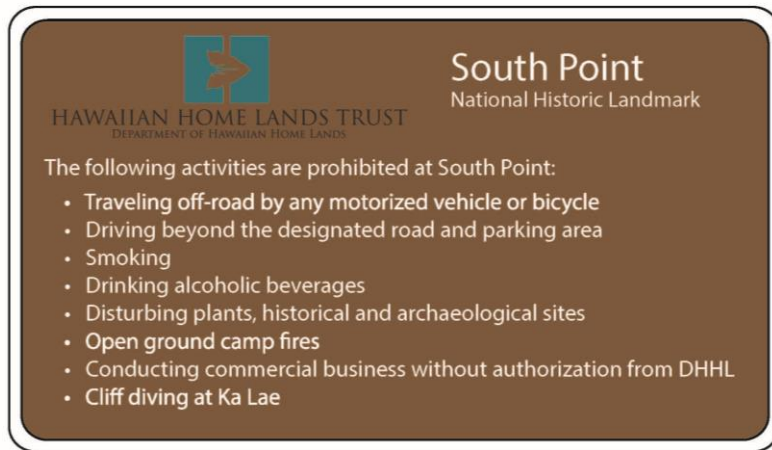 HAWAIIAN HOME LANDS TRUST
DEPARTMENT OF HAWAIIAN HOME LANDS
South Point
National Historic Landmark
The following activities are prohibited at South Point:
• Traveling off-road by any motorized vehicle or bicycle
• Driving beyond the designated road and parking area
• Smoking
• Drinking alcoholic beverages
• Disturbing plants, historical and archaeological sites
• Open ground camp fires
• Conducting commercial business without authorization from DHHL
• Cliff diving at Ka Lae